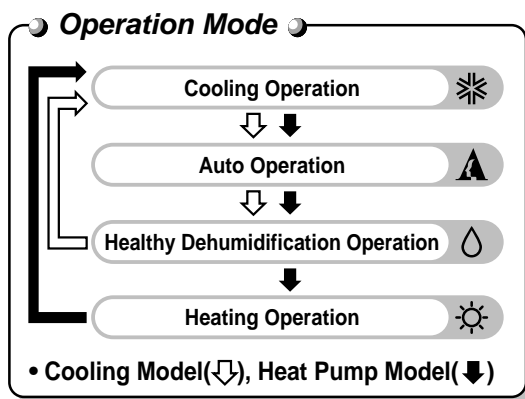 Operation Mode
Cooling Operation
Auto Operation
Healthy Dehumidification Operation
Heating Operation
• Cooling Model(⇩), Heat Pump Model(⬇)